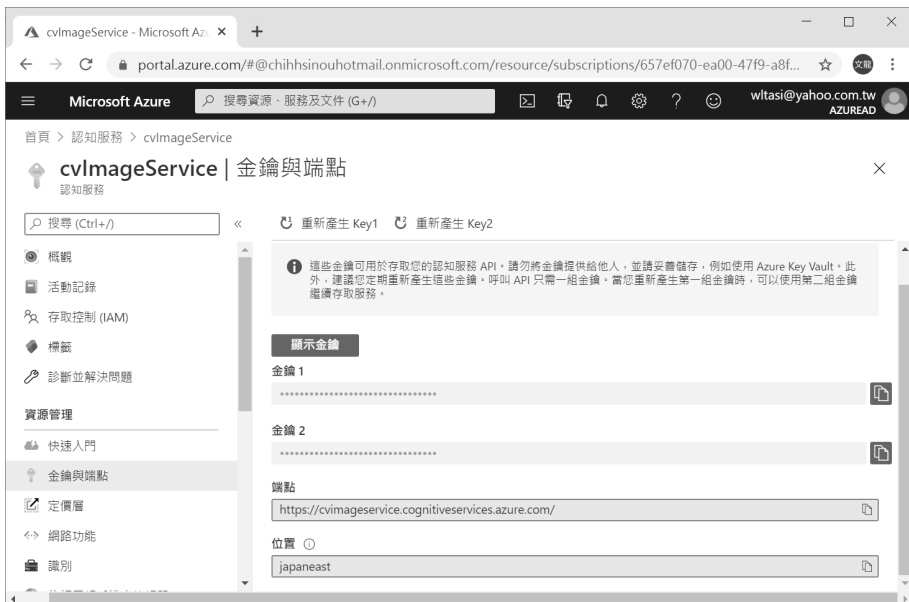 cvImageService - Microsoft Azu
portal.azure.com/#@chihhsinouhotmail.onmicrosoft.com/resource/subscriptions/657ef070-ea00-47f9-a8f...
文龍
Microsoft Azure
搜尋資源、服務及文件 (G+/)
wltasi@yahoo.com.tw
AZUREAD
首頁 > 認知服務 > cvImageService
cvImageService | 金鑰與端點
認知服務
搜尋 (Ctrl+/)
概觀
活動記錄
存取控制 (IAM)
標籤
診斷並解決問題
資源管理
快速入門
金鑰與端點
定價層
網路功能
識別
重新產生 Key1
重新產生 Key2
這些金鑰可用於存取您的認知服務 API。請勿將金鑰提供給他人，並請妥善儲存，例如使用 Azure Key Vault。此
外，建議您定期重新產生這些金鑰。呼叫 API 只需一組金鑰。當您重新產生第一組金鑰時，可以使用第二組金鑰
繼續存取服務。
顯示金鑰
金鑰 1
金鑰 2
端點
https://cvimageservice.cognitiveservices.azure.com/
位置
japaneast